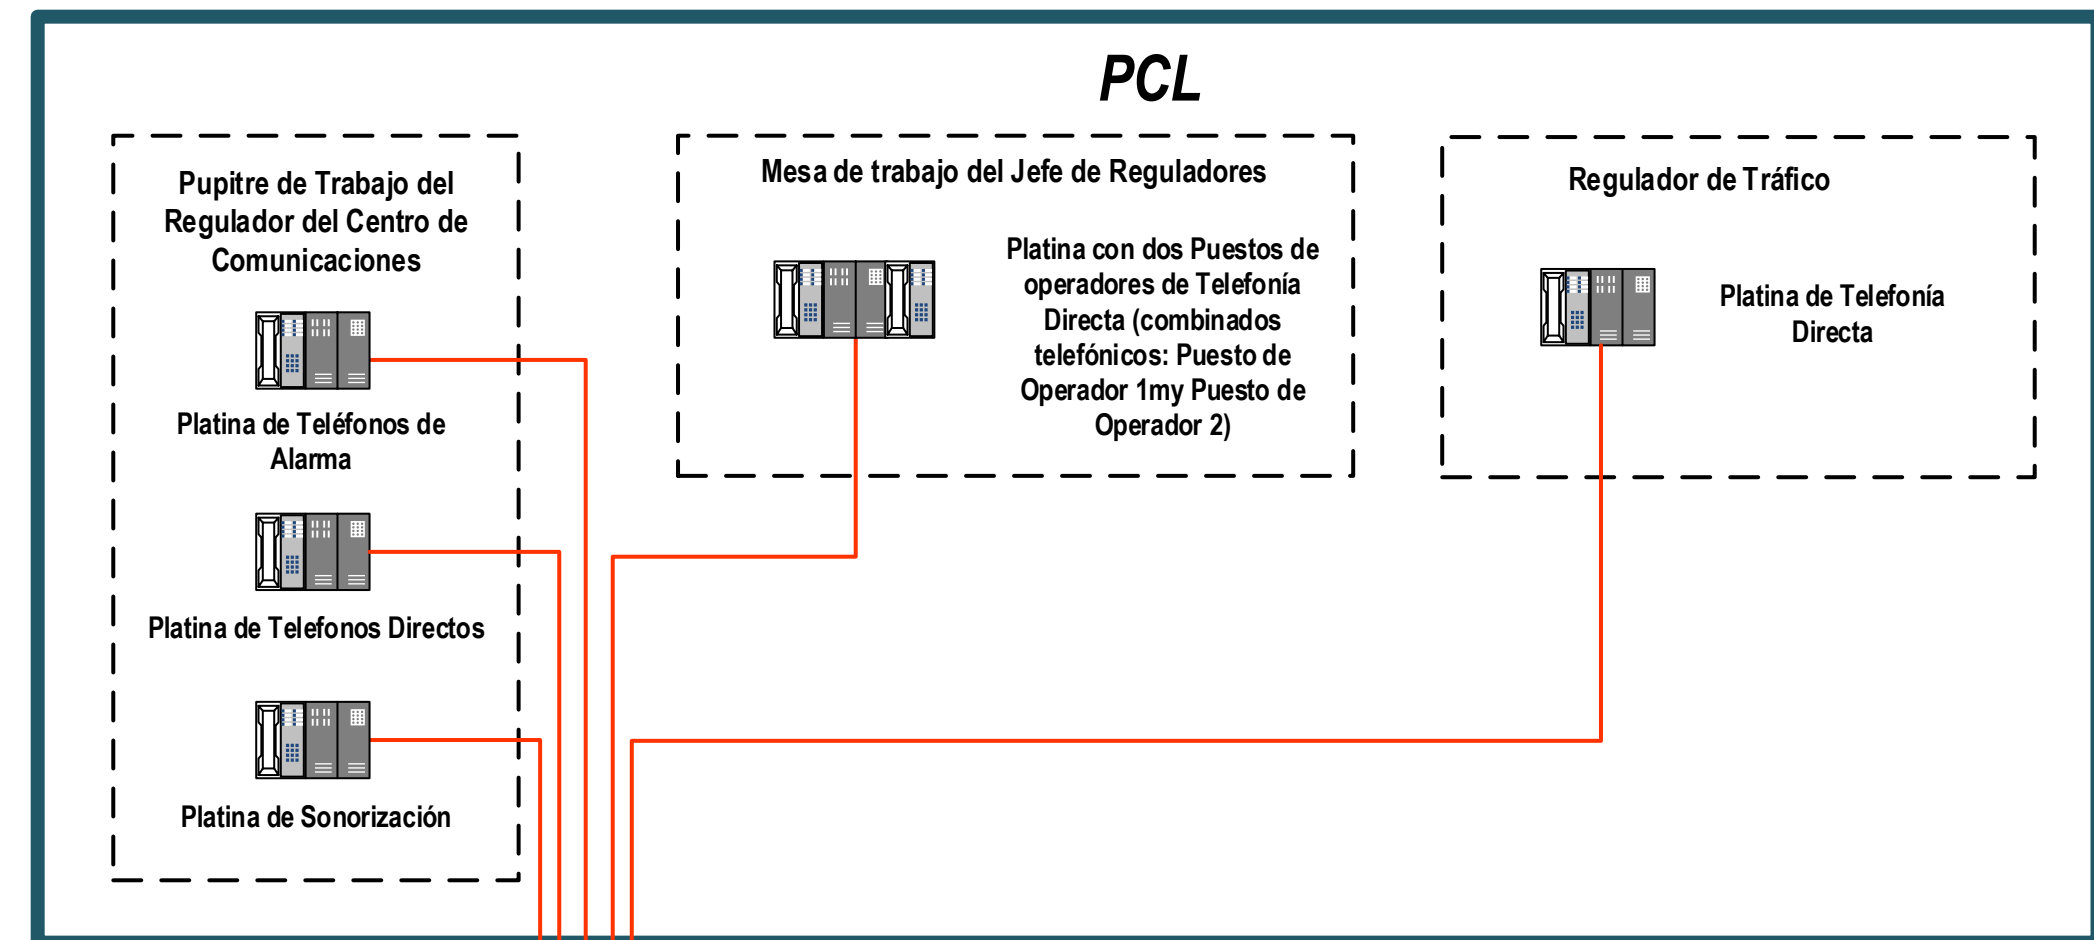 PCL
Pupitre de Trabajo del
Regulador del Centro de
Comunicaciones
Platina de Teléfonos de
Alarma
Platina de Telefonos Directos
Platina de Sonorización
Mesa de trabajo del Jefe de Reguladores
Platina con dos Puestos de
operadores de Telefonía
Directa (combinados
telefónicos: Puesto de
Operador 1my Puesto de
Operador 2)
Regulador de Tráfico
Platina de Telefonía
Directa